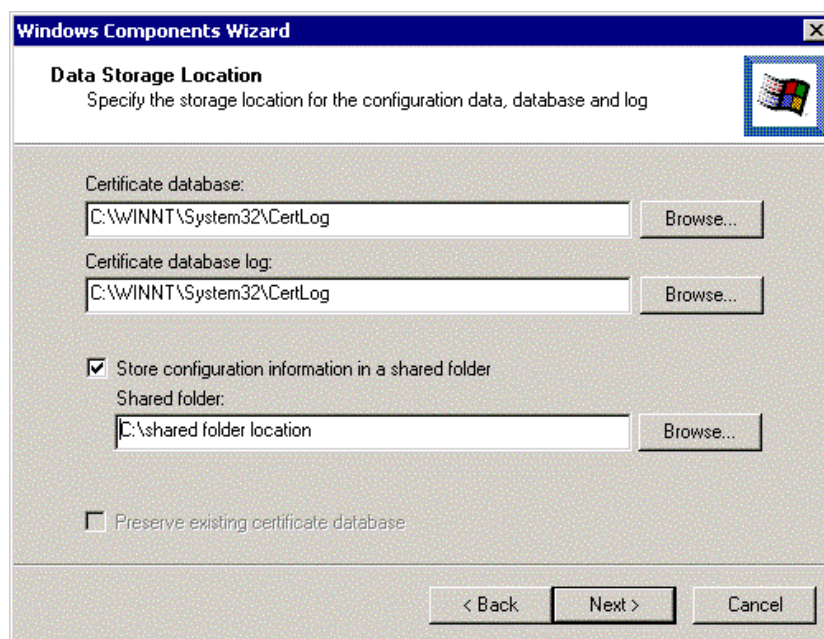 Windows Components Wizard
Data Storage Location
Specify the storage location for the configuration data, database and log
Certificate database:
C:\WINNT\System32\CertLog
Browse...
Certificate database log:
C:\WINNT\System32\CertLog
Browse...
Store configuration information in a shared folder
Shared folder:
C:\shared folder location
Browse...
Preserve existing certificate database
< Back
Next >
Cancel